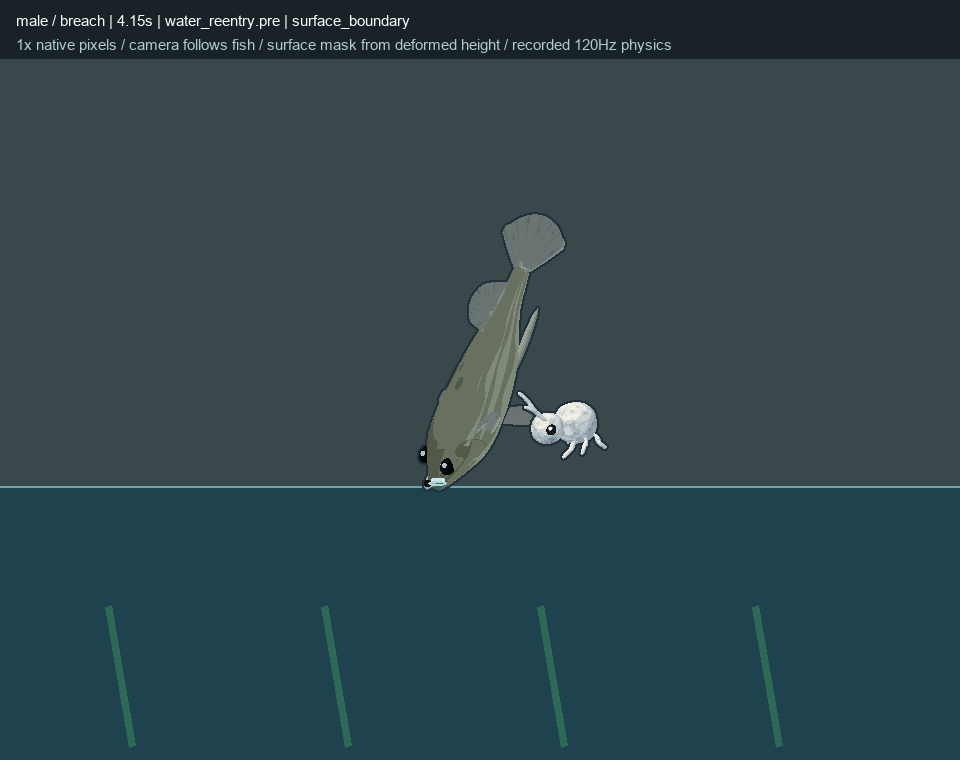 male / breach | 4.15s | water_reentry.pre | surface_boundary
1x native pixels / camera follows fish / surface mask from deformed height / recorded 120Hz physics